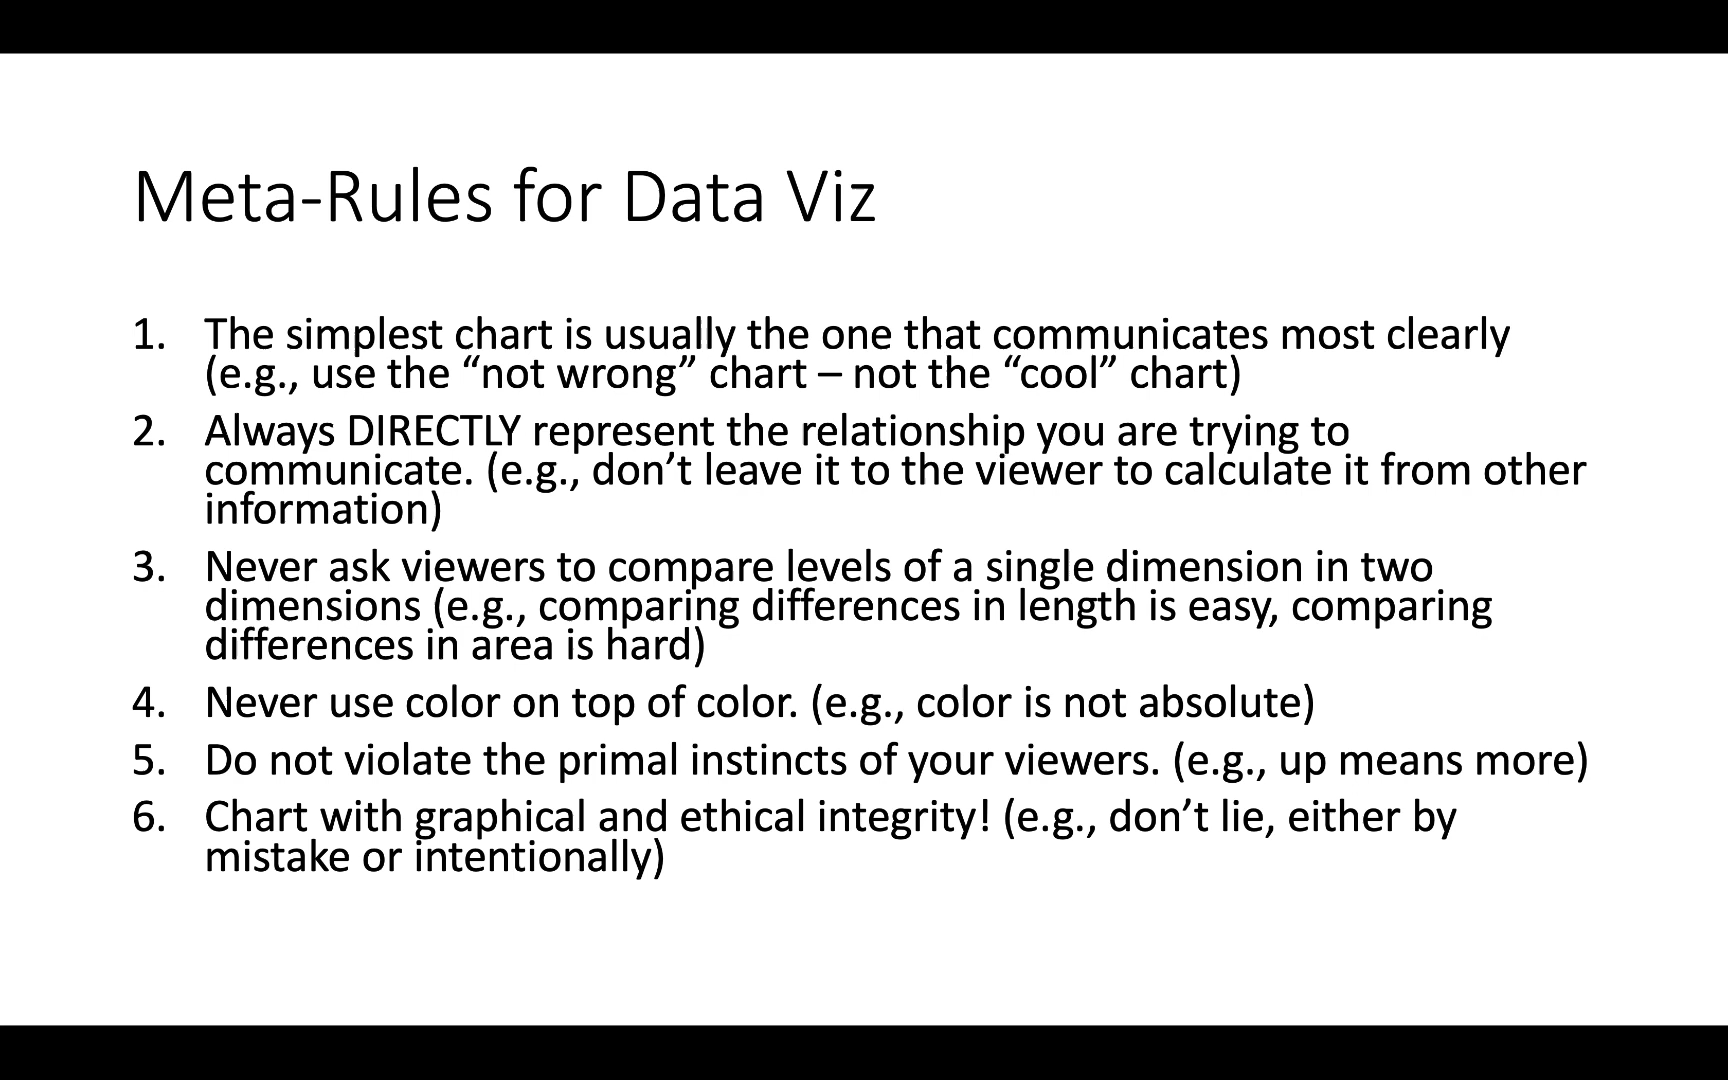 Meta-Rules for Data Viz
1. The simplest chart is usually the one that communicates most clearly
(e.g., use the “not wrong” chart – not the “cool” chart)
2. Always DIRECTLY represent the relationship you are trying to
communicate. (e.g., don’t leave it to the viewer to calculate it from other
information)
3. Never ask viewers to compare levels of a single dimension in two
dimensions (e.g., comparing differences in length is easy, comparing
differences in area is hard)
4. Never use color on top of color. (e.g., color is not absolute)
5. Do not violate the primal instincts of your viewers. (e.g., up means more)
6. Chart with graphical and ethical integrity! (e.g., don’t lie, either by
mistake or intentionally)